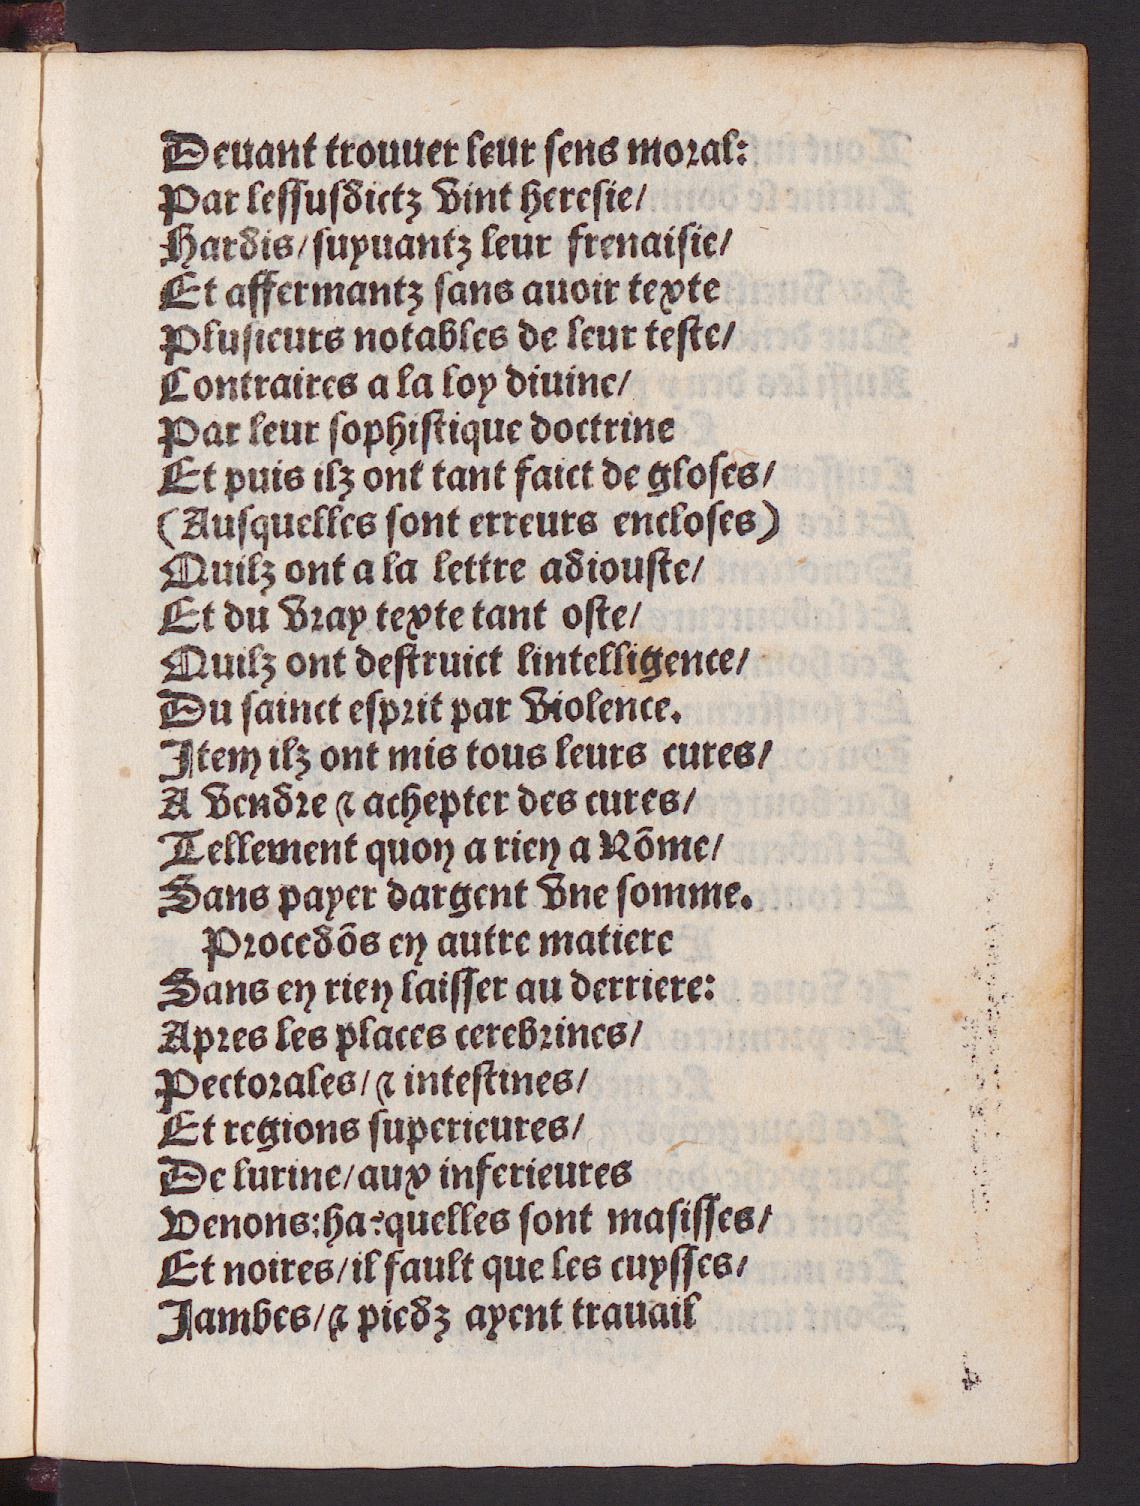 Deuant trouuer leur sens moral:
Par lessusdictz vint heresie/
Hardis/suyuantz leur frenaisie/
Et affermantz sans auoir texte
Plusieurs notables de leur teste/
Contraires a la loy diuine/
Par leur sophistique doctrine
Et puis ilz ont tant faict de gloses/
(Ausquelles sont erreurs encloses)
Quilz ont a la lettre adiouste/
Et du vray texte tant oste/
Quilz ont destruict lintelligence/
Du sainct esprit par violence.
Item ilz ont mis tous leurs cures/
A vendre ⁊ achepter des cures/
Tellement quon a rien a Rõme/
Sans payer dargent vne somme.
Procedõs en autre matiere
Sans en rien laisser au derriere:
Apres les places cerebrines/
Pectorales/⁊ intestines/
Et regions superieures/
De lurine/aux inferieures
Venons:ha?quelles sont masisses/
Et noires/il fault que les cuysses/
Jambes/⁊ piedz ayent trauail